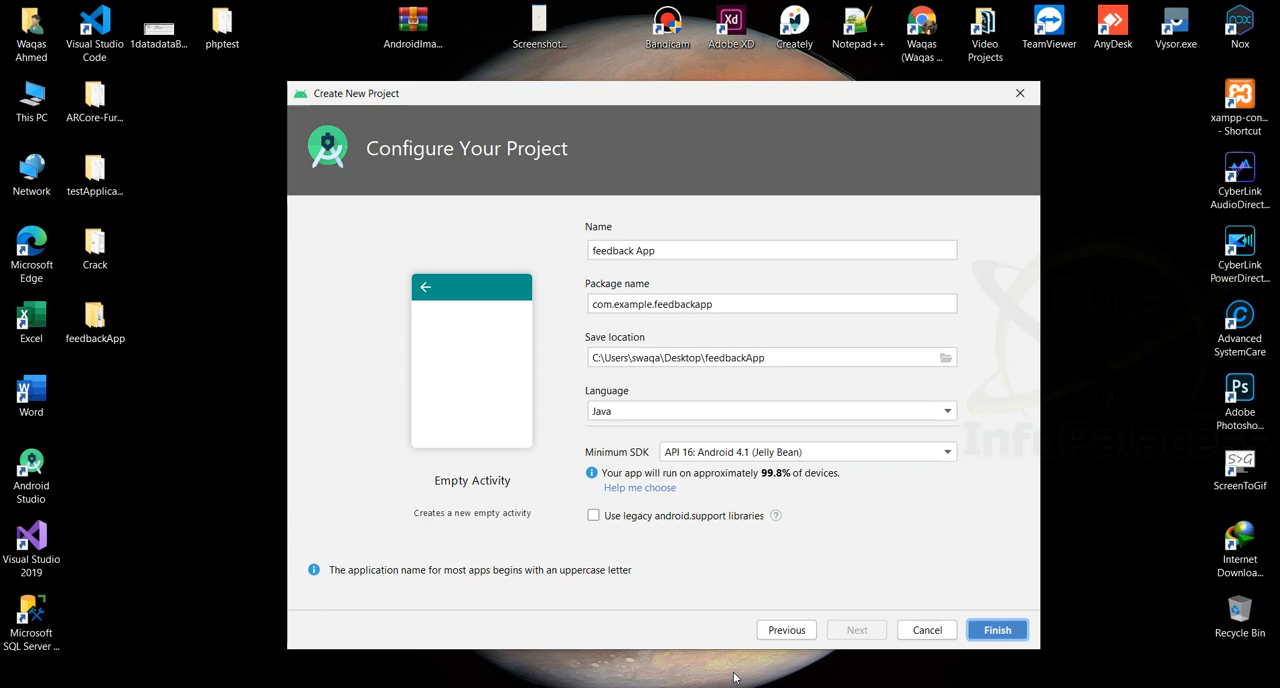 Waqas
Ahmed
Visual Studio
Code
1datadataB...
phptest
AndroidIma...
Screenshot...
Bandicam
Adobe XD
Xd
Creately
Notepad++
Waqas
(Waqas ...
Video
Projects
TeamViewer
AnyDesk
Vysor.exe
nox
Nox
This PC
ARCore-Fur...
Network
testApplica...
Microsoft
Edge
Crack
Excel
feedbackApp
Word
Android
Studio
Visual Studio
2019
Microsoft
SQL Server ...
Create New Project
Configure Your Project
Name
feedback App
Package name
com.example.feedbackapp
Save location
C:\Users\swaqa\Desktop\feedbackApp
Language
Java
Minimum SDK
API 16: Android 4.1 (Jelly Bean)
Your app will run on approximately 99.8% of devices.
Help me choose
Use legacy android.support libraries ?
Empty Activity
Creates a new empty activity
The application name for most apps begins with an uppercase letter
Previous
Next
Cancel
Finish
xampp-con...
- Shortcut
CyberLink
AudioDirect...
CyberLink
PowerDirect...
Advanced
SystemCare
Ps
Adobe
Photosho...
S>G
ScreenToGif
Internet
Downloa...
Recycle Bin